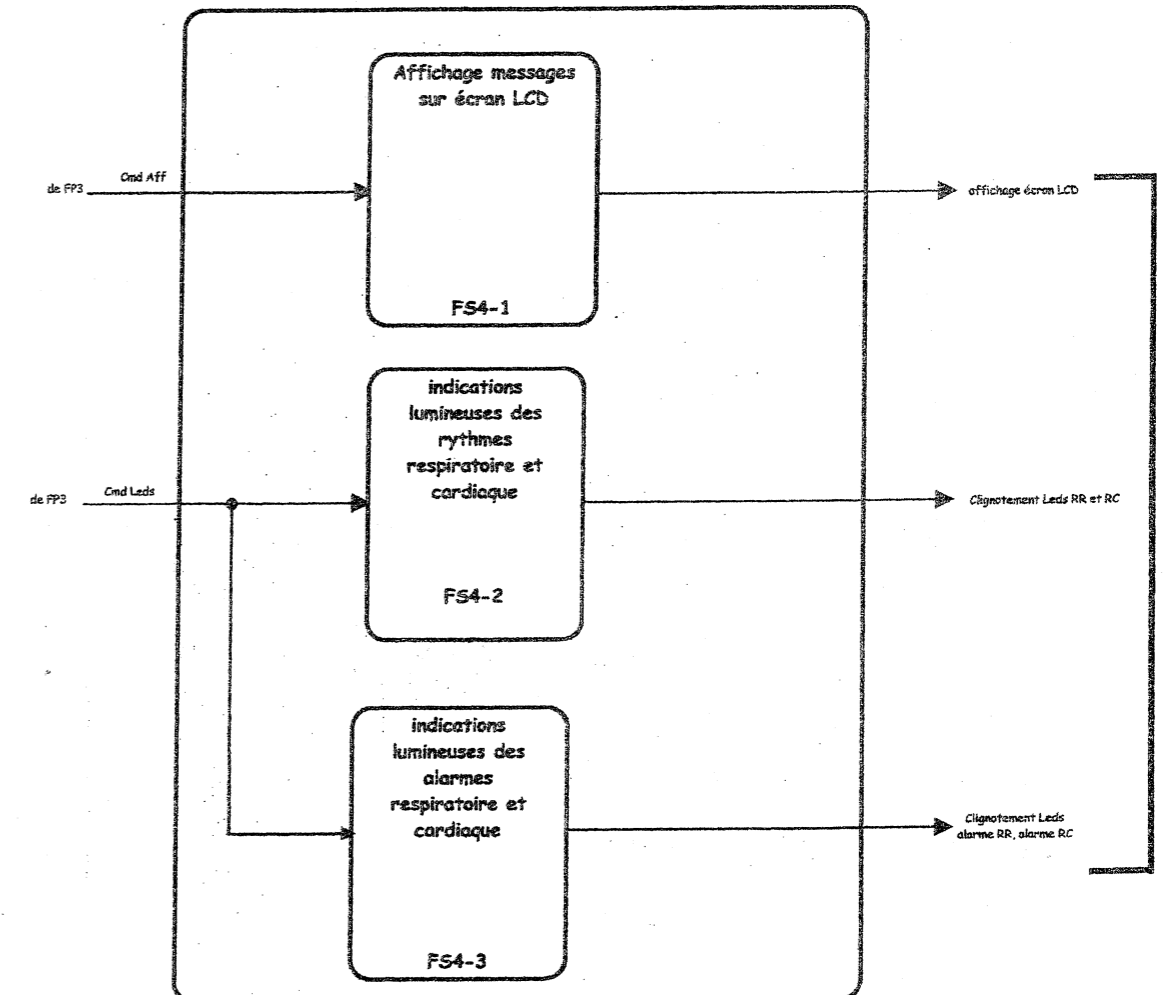 Affichage messages
sur écran LCD
de FP3
Cmd Aff
affichage écran LCD
FS4-1
indications
lumineuses des
rythmes
respiratoire et
cardiaque
de FP3
Cmd Leds
Clignotement Leds RR et RC
FS4-2
indications
lumineuses des
alarmes
respiratoire et
cardiaque
Clignotement Leds
alarme RR, alarme RC
FS4-3